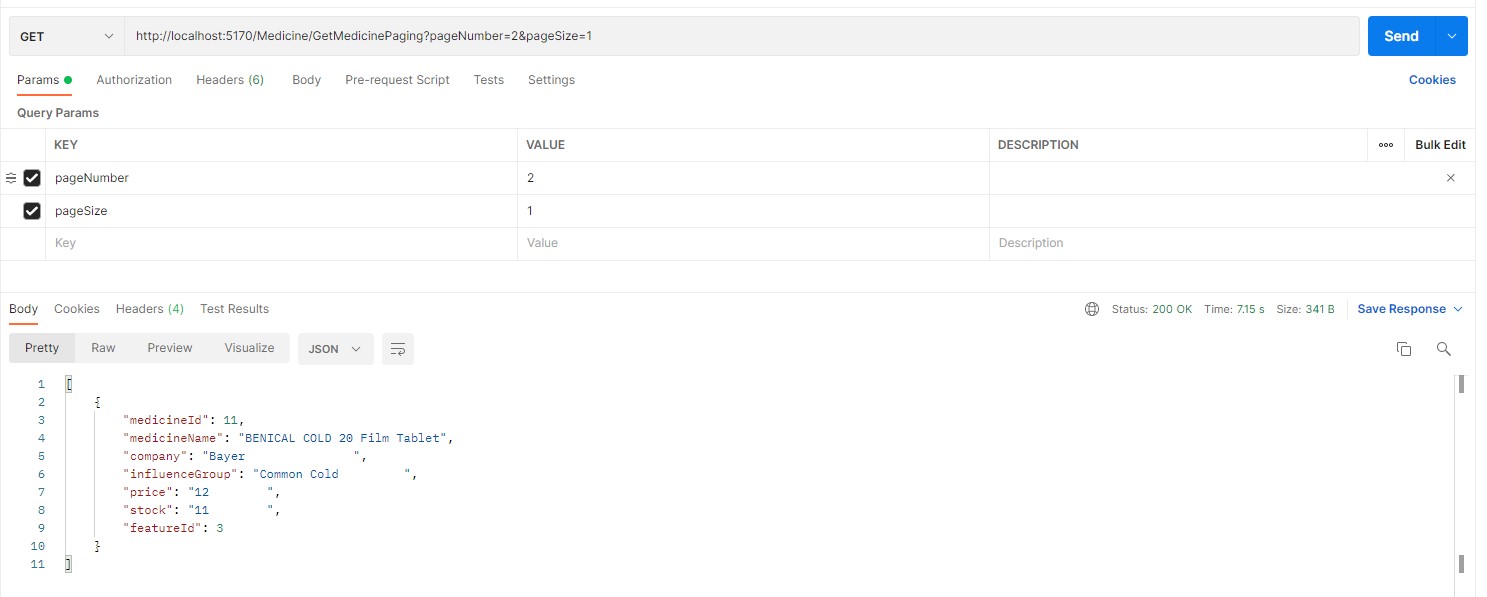 GET http://localhost:5170/Medicine/GetMedicinePaging?pageNumber=2&pageSize=1 Send
Params Authorization Headers (6) Body Pre-request Script Tests Settings Cookies
Query Params
KEY VALUE DESCRIPTION ooo Bulk Edit
pageNumber 2
pageSize 1
Key Value Description
Body Cookies Headers (4) Test Results Status: 200 OK Time: 7.15 s Size: 341 B Save Response
Pretty Raw Preview Visualize JSON
1 [
2 {
3 "medicineId": 11,
4 "medicineName": "BENICAL COLD 20 Film Tablet",
5 "company": "Bayer               ",
6 "influenceGroup": "Common Cold         ",
7 "price": "12        ",
8 "stock": "11        ",
9 "featureId": 3
10 }
11 ]